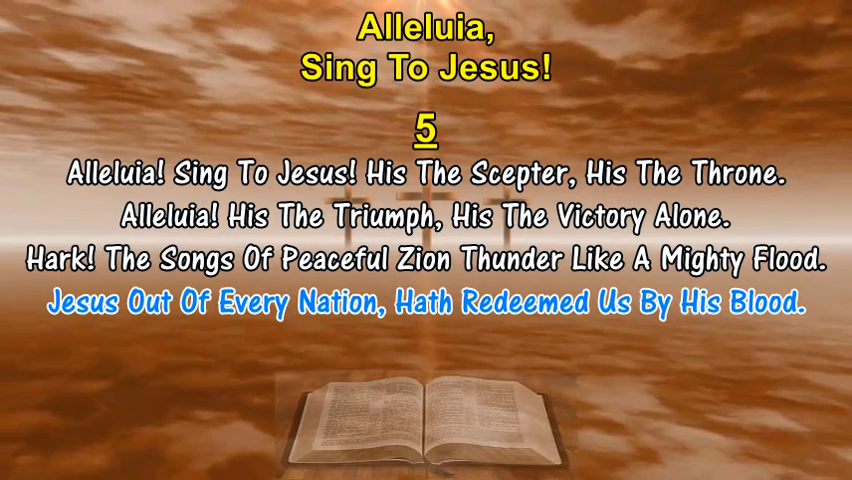 Alleluia,
Sing To Jesus!
5
Alleluia! Sing To Jesus! His The Scepter, His The Throne.
Alleluia! His The Triumph, His The Victory Alone.
Hark! The Songs Of Peaceful Zion Thunder Like A Mighty Flood.
Jesus Out Of Every Nation, Hath Redeemed Us By His Blood.